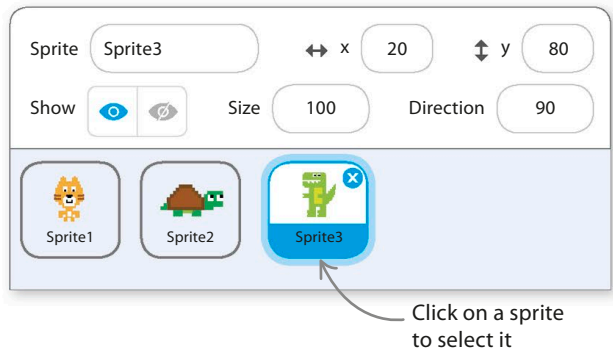 Sprite Sprite3 x 20 y 80
Show Size 100 Direction 90
Sprite1 Sprite2 Sprite3
Click on a sprite
to select it